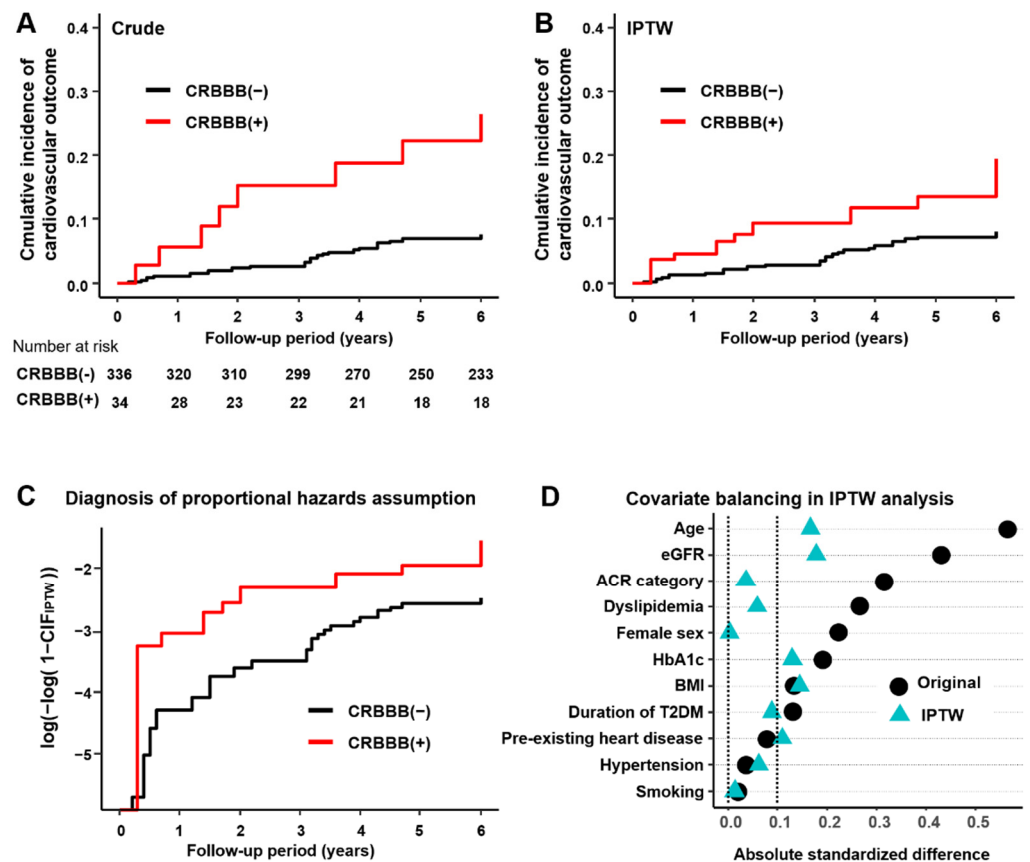 A
Crude
Cmulative incidence of
cardiovascular outcome
0.4
0.3
0.2
0.1
0.0
CRBBB(−)
CRBBB(+)
0 1 2 3 4 5 6
Follow-up period (years)
Number at risk
CRBBB(-) 336 320 310 299 270 250 233
CRBBB(+) 34 28 23 22 21 18 18
B
IPTW
Cmulative incidence of
cardiovascular outcome
0.4
0.3
0.2
0.1
0.0
CRBBB(−)
CRBBB(+)
0 1 2 3 4 5 6
Follow-up period (years)
C
Diagnosis of proportional hazards assumption
log(−log( 1−CIFIPTW ))
−2
−3
−4
−5
CRBBB(−)
CRBBB(+)
0 1 2 3 4 5 6
Follow-up period (years)
D
Covariate balancing in IPTW analysis
Age
eGFR
ACR category
Dyslipidemia
Female sex
HbA1c
BMI
Duration of T2DM
Pre-existing heart disease
Hypertension
Smoking
Original
IPTW
0.0 0.1 0.2 0.3 0.4 0.5
Absolute standardized difference